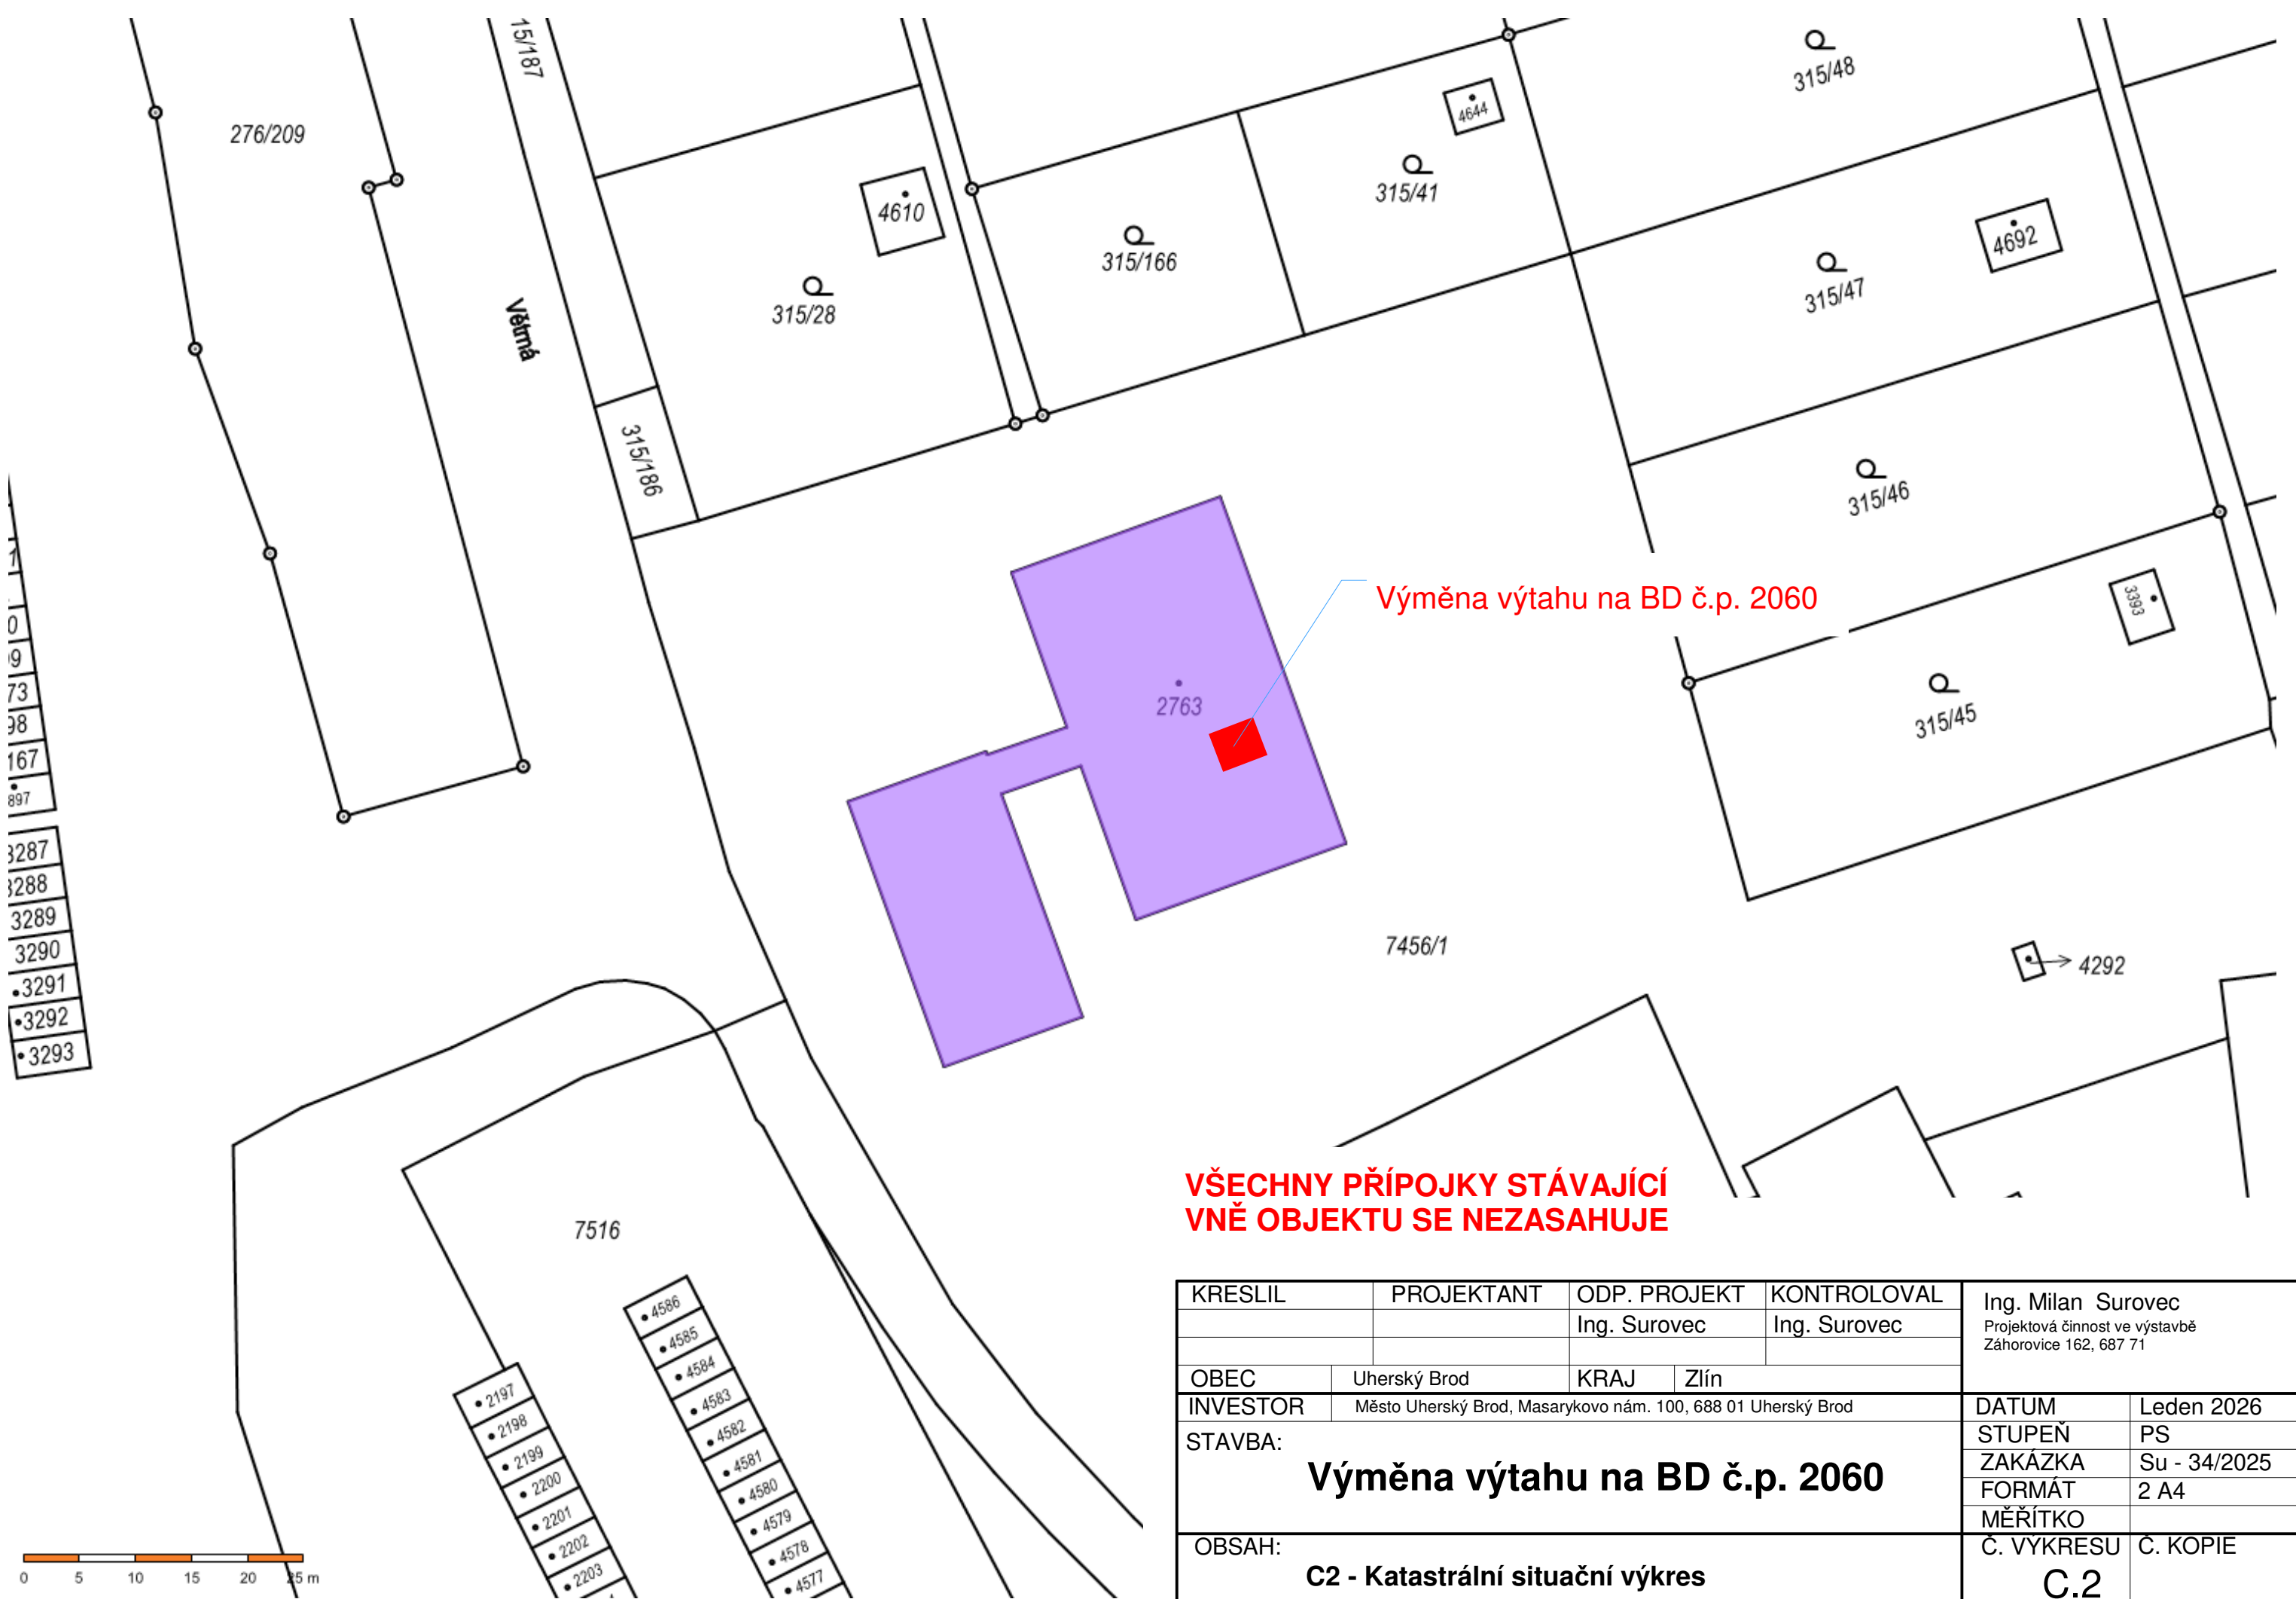 15/187
315/48
276/209
4644
315/41
4610
315/166
4692
315/28
315/47
Větrná
315/186
315/46
Výměna výtahu na BD č.p. 2060
3393
2763
315/45
1
0
9
73
98
167
897
3287
3288
3289
3290
3291
3292
3293
7456/1
4292
7516
VŠECHNY PŘÍPOJKY STÁVAJÍCÍ
VNĚ OBJEKTU SE NEZASAHUJE
4586
4585
4584
4583
4582
4581
4580
4579
4578
4577
2197
2198
2199
2200
2201
2202
2203
0 5 10 15 20 25 m
KRESLIL PROJEKTANT ODP. PROJEKT KONTROLOVAL
Ing. Surovec Ing. Surovec
Ing. Milan Surovec
Projektová činnost ve výstavbě
Záhorovice 162, 687 71
OBEC Uherský Brod KRAJ Zlín
INVESTOR Město Uherský Brod, Masarykovo nám. 100, 688 01 Uherský Brod
DATUM Leden 2026
STUPEŇ PS
ZAKÁZKA Su - 34/2025
FORMÁT 2 A4
MĚŘÍTKO
STAVBA:
Výměna výtahu na BD č.p. 2060
OBSAH:
C2 - Katastrální situační výkres
Č. VÝKRESU Č. KOPIE
C.2